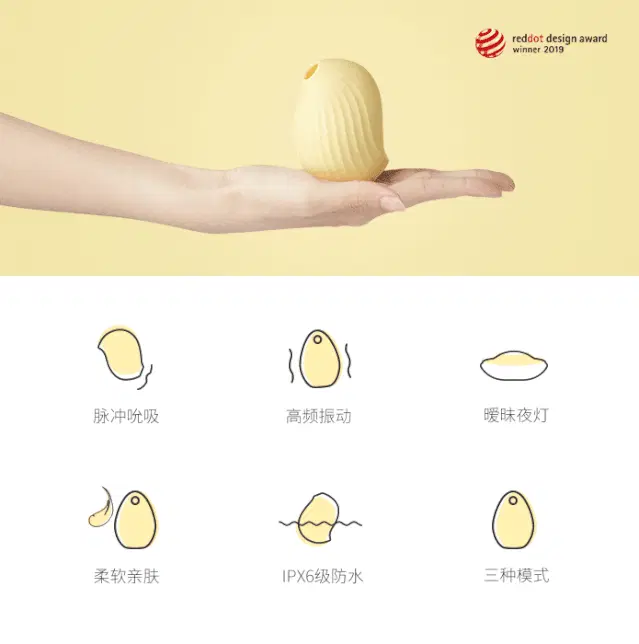 reddot design award
winner 2019
脉冲吮吸
高频振动
暧昧夜灯
柔软亲肤
IPX6级防水
三种模式